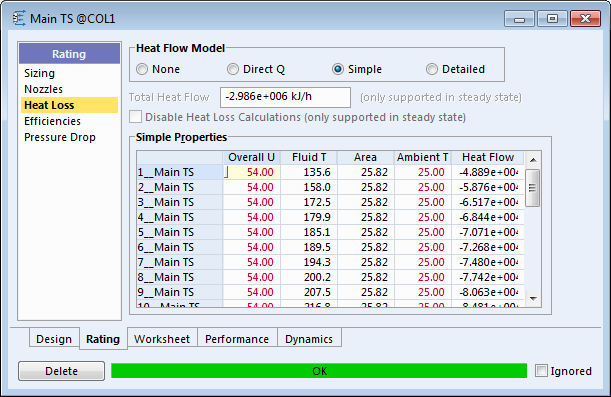 Main TS @COL1
Rating
Sizing
Nozzles
Heat Loss
Efficiencies
Pressure Drop
Heat Flow Model
None Direct Q Simple Detailed
Total Heat Flow -2.986e+006 kJ/h (only supported in steady state)
Disable Heat Loss Calculations (only supported in steady state)
Simple Properties
Overall U Fluid T Area Ambient T Heat Flow
1__Main TS 54.00 135.6 25.82 25.00 -4.889e+004
2__Main TS 54.00 158.0 25.82 25.00 -5.876e+004
3__Main TS 54.00 172.5 25.82 25.00 -6.517e+004
4__Main TS 54.00 179.9 25.82 25.00 -6.844e+004
5__Main TS 54.00 185.1 25.82 25.00 -7.071e+004
6__Main TS 54.00 189.5 25.82 25.00 -7.268e+004
7__Main TS 54.00 194.3 25.82 25.00 -7.480e+004
8__Main TS 54.00 200.2 25.82 25.00 -7.742e+004
9__Main TS 54.00 207.5 25.82 25.00 -8.063e+004
10__Main TS 54.00 216.8 25.82 25.00 -8.481e+004
Design Rating Worksheet Performance Dynamics
Delete OK Ignored